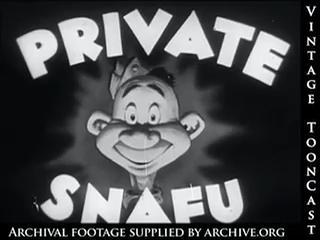 PRIVATE
SNAFU
ARCHIVAL FOOTAGE SUPPLIED BY ARCHIVE.ORG
VINTAGE TOONCAST